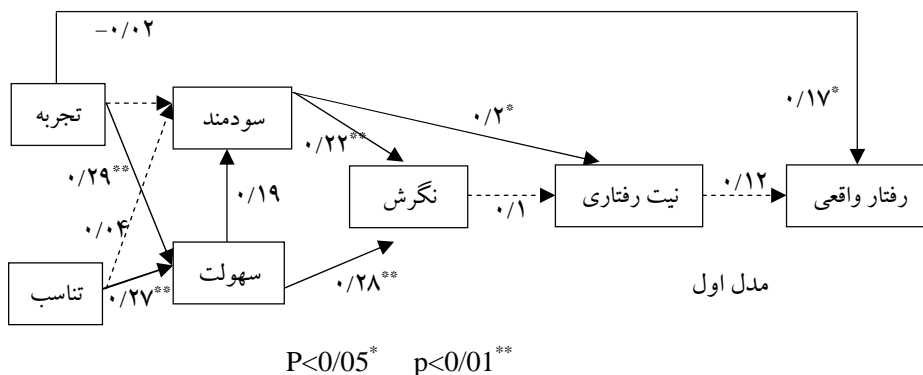 −۰/۰۲
تجربه
سودمند
۰/۲*
۰/۱۷*
۰/۲۲**
۰/۲۹**
۰/۱۹
نگرش
نیت رفتاری
رفتار واقعی
۰/۱
۰/۱۲
۰/۰۴
تناسب
سهولت
۰/۲۷**
۰/۲۸**
مدل اول
P<0/05* p<0/01**